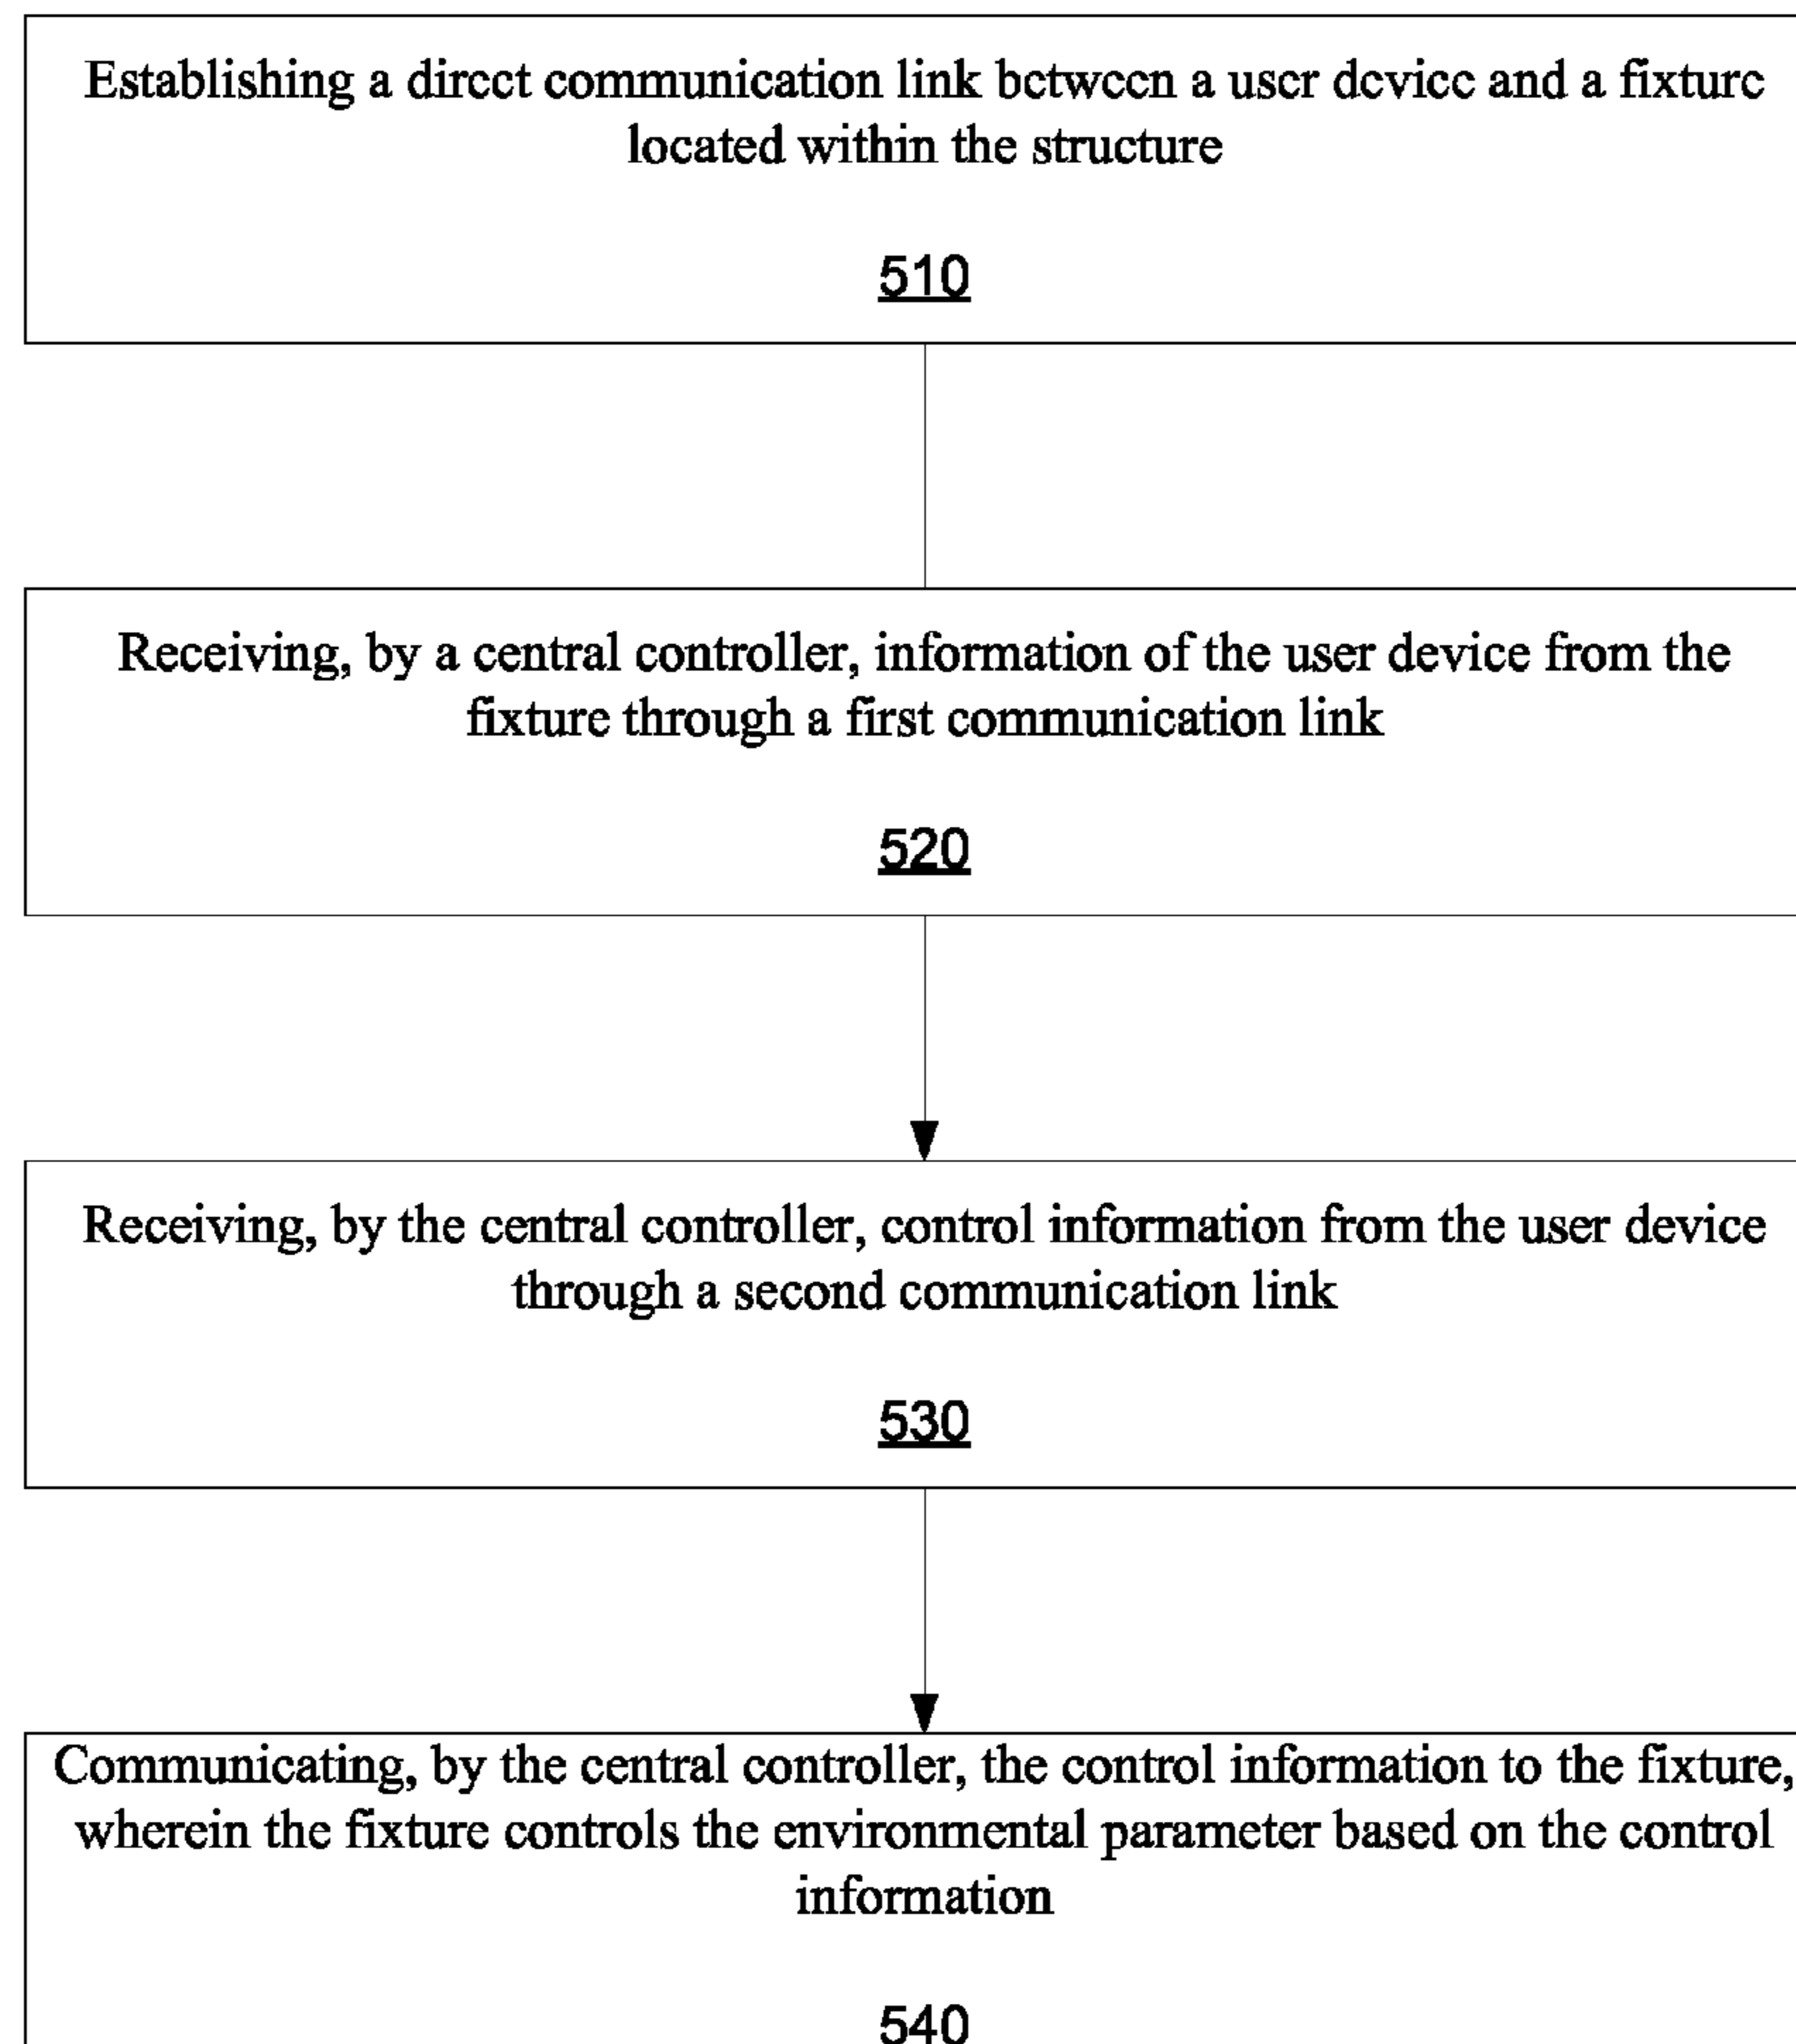 Establishing a direct communication link between a user device and a fixture
located within the structure
510
Receiving, by a central controller, information of the user device from the
fixture through a first communication link
520
Receiving, by the central controller, control information from the user device
through a second communication link
530
Communicating, by the central controller, the control information to the fixture,
wherein the fixture controls the environmental parameter based on the control
information
540